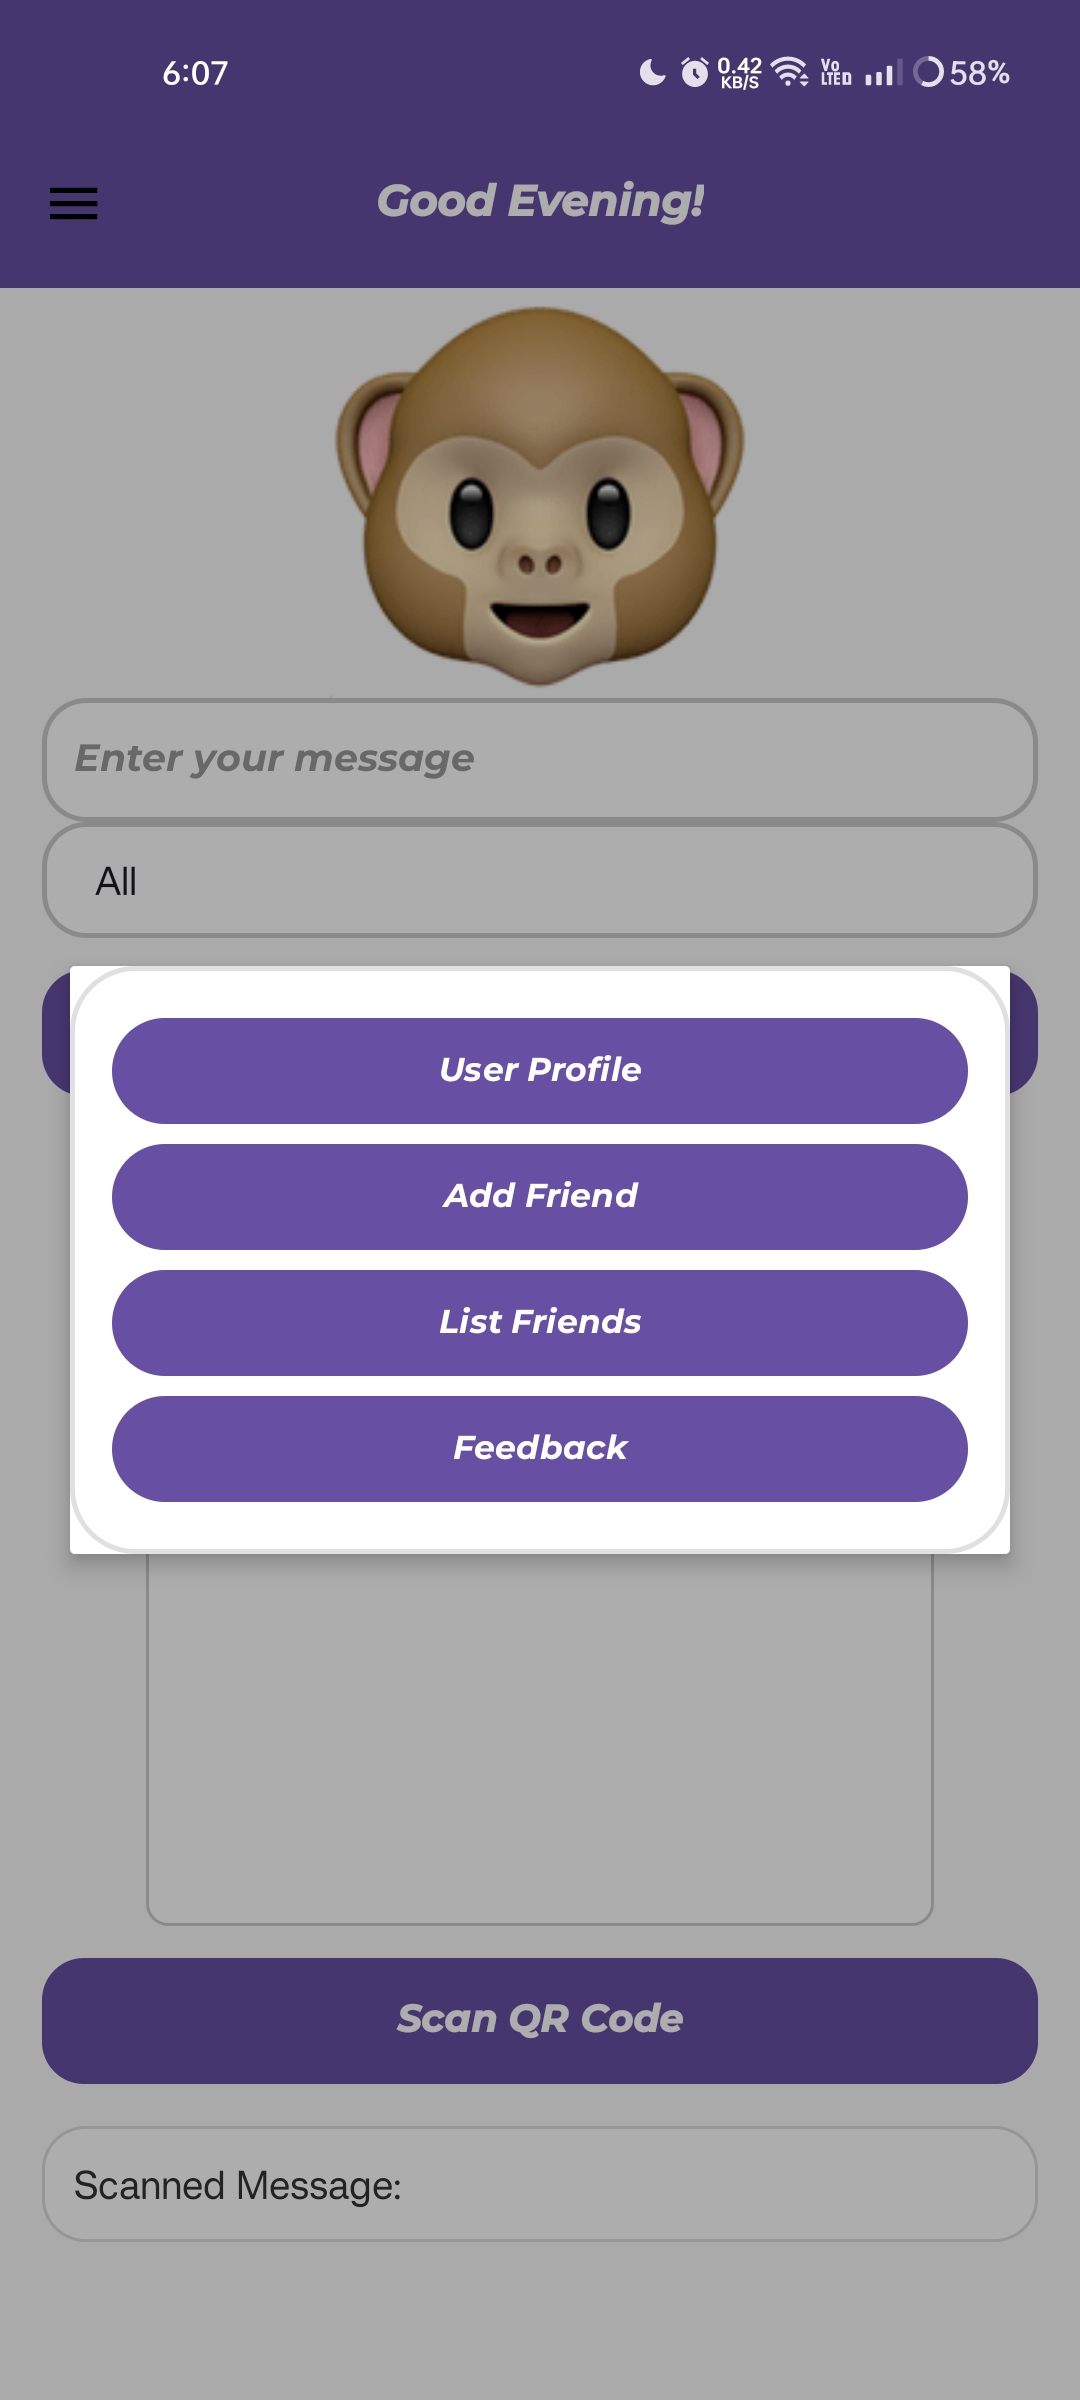 6:07
0.42
KB/S
Vo
LTE
58%
Good Evening!
Enter your message
All
User Profile
Add Friend
List Friends
Feedback
Scan QR Code
Scanned Message: